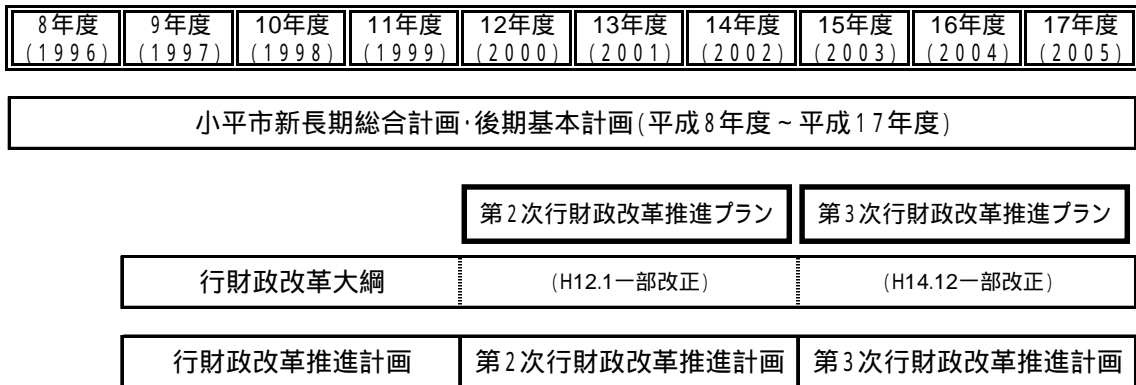 8年度 9年度 10年度 11年度 12年度 13年度 14年度 15年度 16年度 17年度
(1996) (1997) (1998) (1999) (2000) (2001) (2002) (2003) (2004) (2005)
小平市新長期総合計画・後期基本計画(平成8年度~平成17年度)
第2次行財政改革推進プラン 第3次行財政改革推進プラン
行財政改革大綱 (H12.1一部改正) (H14.12一部改正)
行財政改革推進計画 第2次行財政改革推進計画 第3次行財政改革推進計画